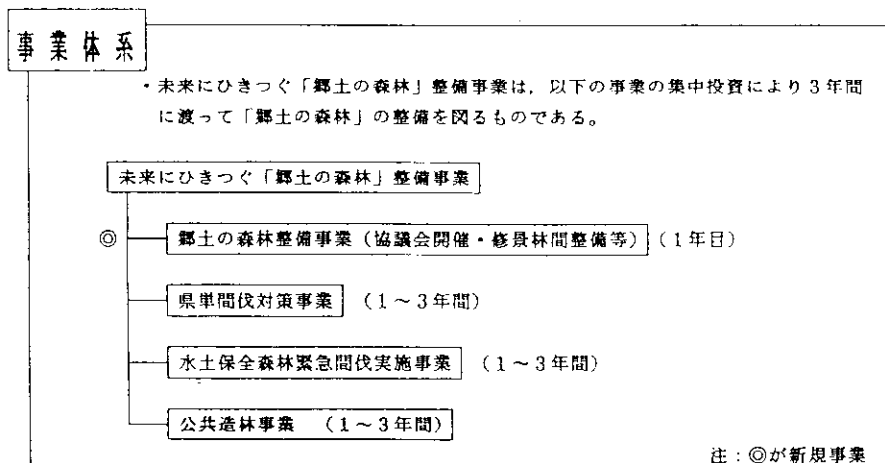 事業体系
・未来にひきつぐ「郷土の森林」整備事業は，以下の事業の集中投資により3年間
に渡って「郷土の森林」の整備を図るものである。
未来にひきつぐ「郷土の森林」整備事業
◎ 郷土の森林整備事業（協議会開催・修景林間整備等）（1年目）
県単間伐対策事業 （1～3年間）
水土保全森林緊急間伐実施事業 （1～3年間）
公共造林事業 （1～3年間）
注：◎が新規事業